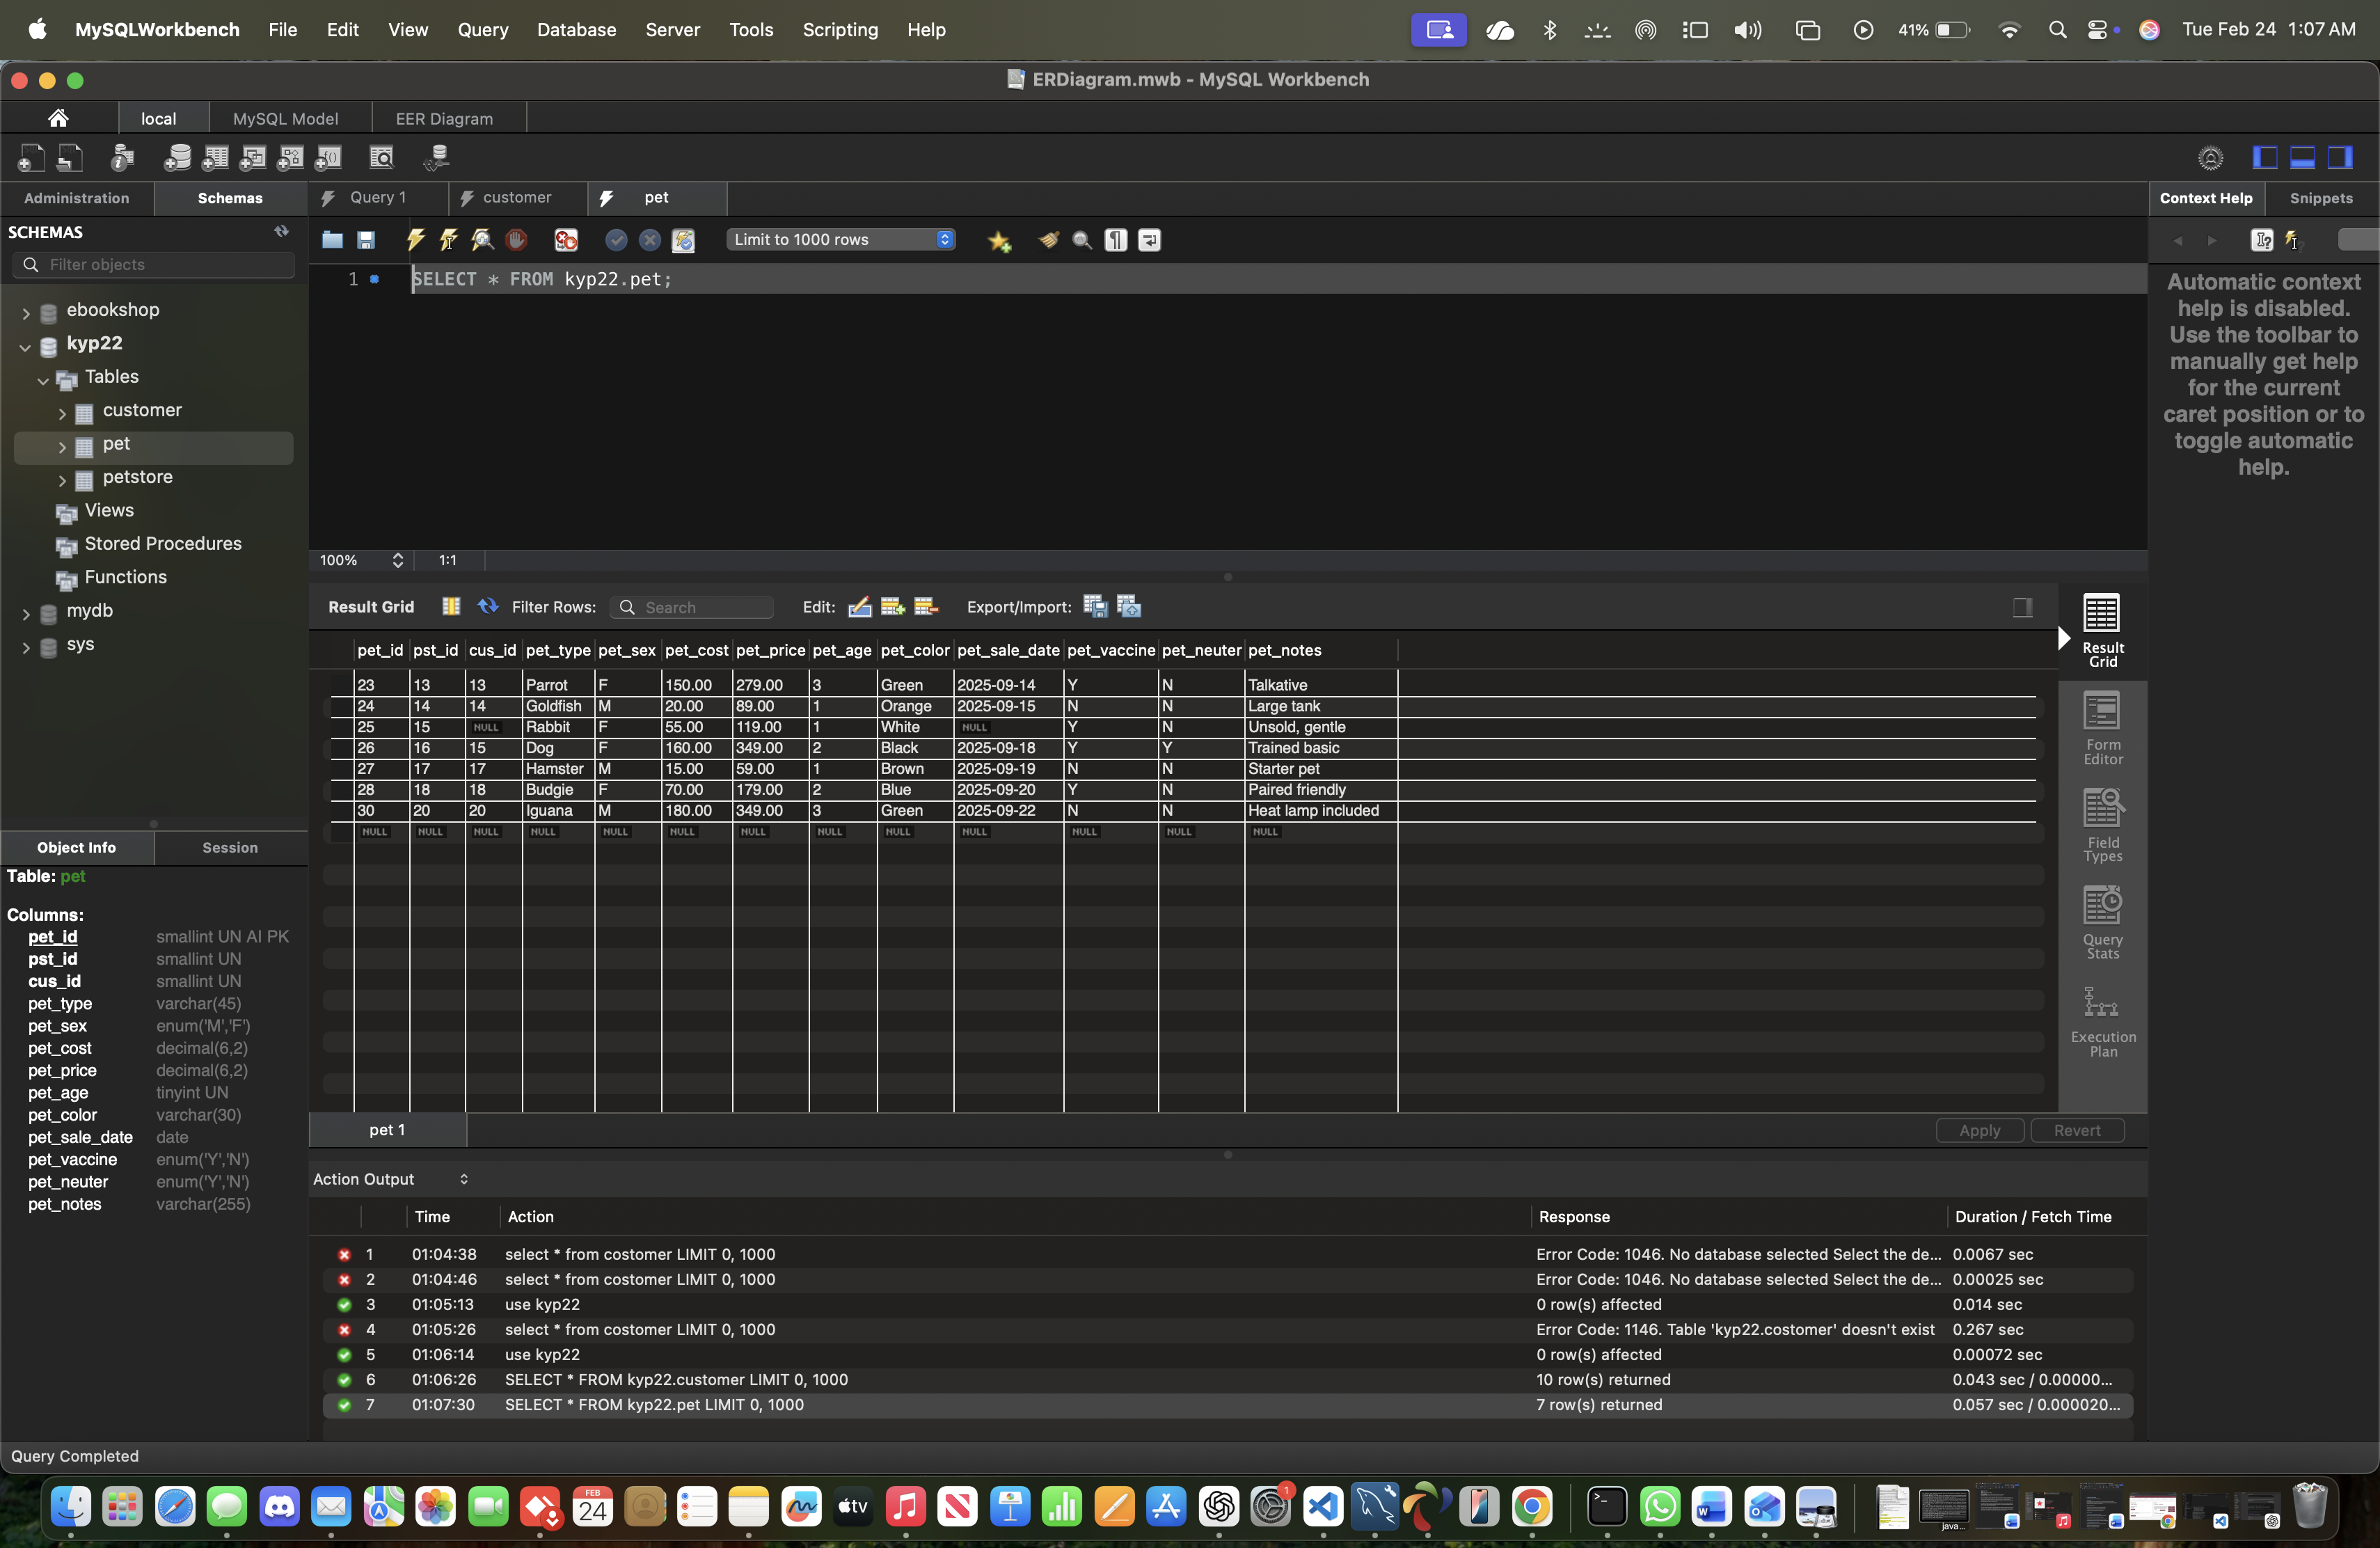 MySQLWorkbench File Edit View Query Database Server Tools Scripting Help 41% Tue Feb 24 1:07 AM
ERDiagram.mwb - MySQL Workbench
local MySQL Model EER Diagram
Administration Schemas Query 1 customer pet Context Help Snippets
SCHEMAS
Filter objects
Limit to 1000 rows
1 SELECT * FROM kyp22.pet;
Automatic context
help is disabled.
Use the toolbar to
manually get help
for the current
caret position or to
toggle automatic
help.
ebookshop
kyp22
Tables
customer
pet
petstore
Views
Stored Procedures
Functions
mydb
sys
100% 1:1
Result Grid Filter Rows: Search Edit: Export/Import:
pet_id pst_id cus_id pet_type pet_sex pet_cost pet_price pet_age pet_color pet_sale_date pet_vaccine pet_neuter pet_notes
23 13 13 Parrot F 150.00 279.00 3 Green 2025-09-14 Y N Talkative
24 14 14 Goldfish M 20.00 89.00 1 Orange 2025-09-15 N N Large tank
25 15 NULL Rabbit F 55.00 119.00 1 White NULL Y N Unsold, gentle
26 16 15 Dog F 160.00 349.00 2 Black 2025-09-18 Y Y Trained basic
27 17 17 Hamster M 15.00 59.00 1 Brown 2025-09-19 N N Starter pet
28 18 18 Budgie F 70.00 179.00 2 Blue 2025-09-20 Y N Paired friendly
30 20 20 Iguana M 180.00 349.00 3 Green 2025-09-22 N N Heat lamp included
NULL NULL NULL NULL NULL NULL NULL NULL NULL NULL NULL NULL NULL
Result
Grid
Form
Editor
Field
Types
Query
Stats
Execution
Plan
Object Info Session
Table: pet
Columns:
pet_id smallint UN AI PK
pst_id smallint UN
cus_id smallint UN
pet_type varchar(45)
pet_sex enum('M','F')
pet_cost decimal(6,2)
pet_price decimal(6,2)
pet_age tinyint UN
pet_color varchar(30)
pet_sale_date date
pet_vaccine enum('Y','N')
pet_neuter enum('Y','N')
pet_notes varchar(255)
pet 1 Apply Revert
Action Output
Time Action Response Duration / Fetch Time
1 01:04:38 select * from costomer LIMIT 0, 1000 Error Code: 1046. No database selected Select the de... 0.0067 sec
2 01:04:46 select * from costomer LIMIT 0, 1000 Error Code: 1046. No database selected Select the de... 0.00025 sec
3 01:05:13 use kyp22 0 row(s) affected 0.014 sec
4 01:05:26 select * from costomer LIMIT 0, 1000 Error Code: 1146. Table 'kyp22.costomer' doesn't exist 0.267 sec
5 01:06:14 use kyp22 0 row(s) affected 0.00072 sec
6 01:06:26 SELECT * FROM kyp22.customer LIMIT 0, 1000 10 row(s) returned 0.043 sec / 0.00000...
7 01:07:30 SELECT * FROM kyp22.pet LIMIT 0, 1000 7 row(s) returned 0.057 sec / 0.000020...
Query Completed
FEB
24
tv
1
java...